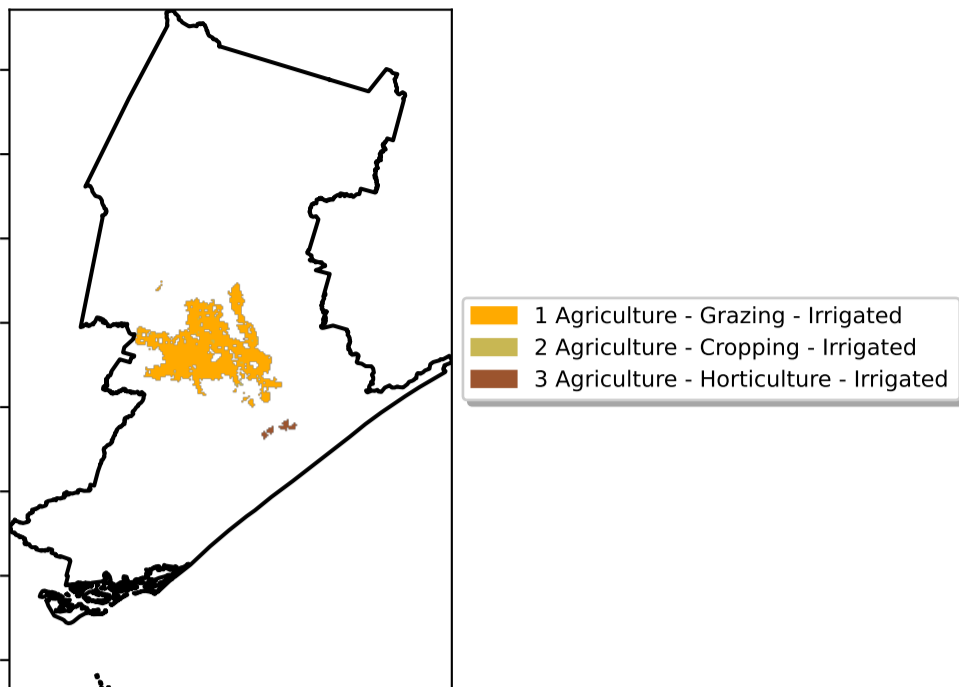 1 Agriculture - Grazing - Irrigated
2 Agriculture - Cropping - Irrigated
3 Agriculture - Horticulture - Irrigated